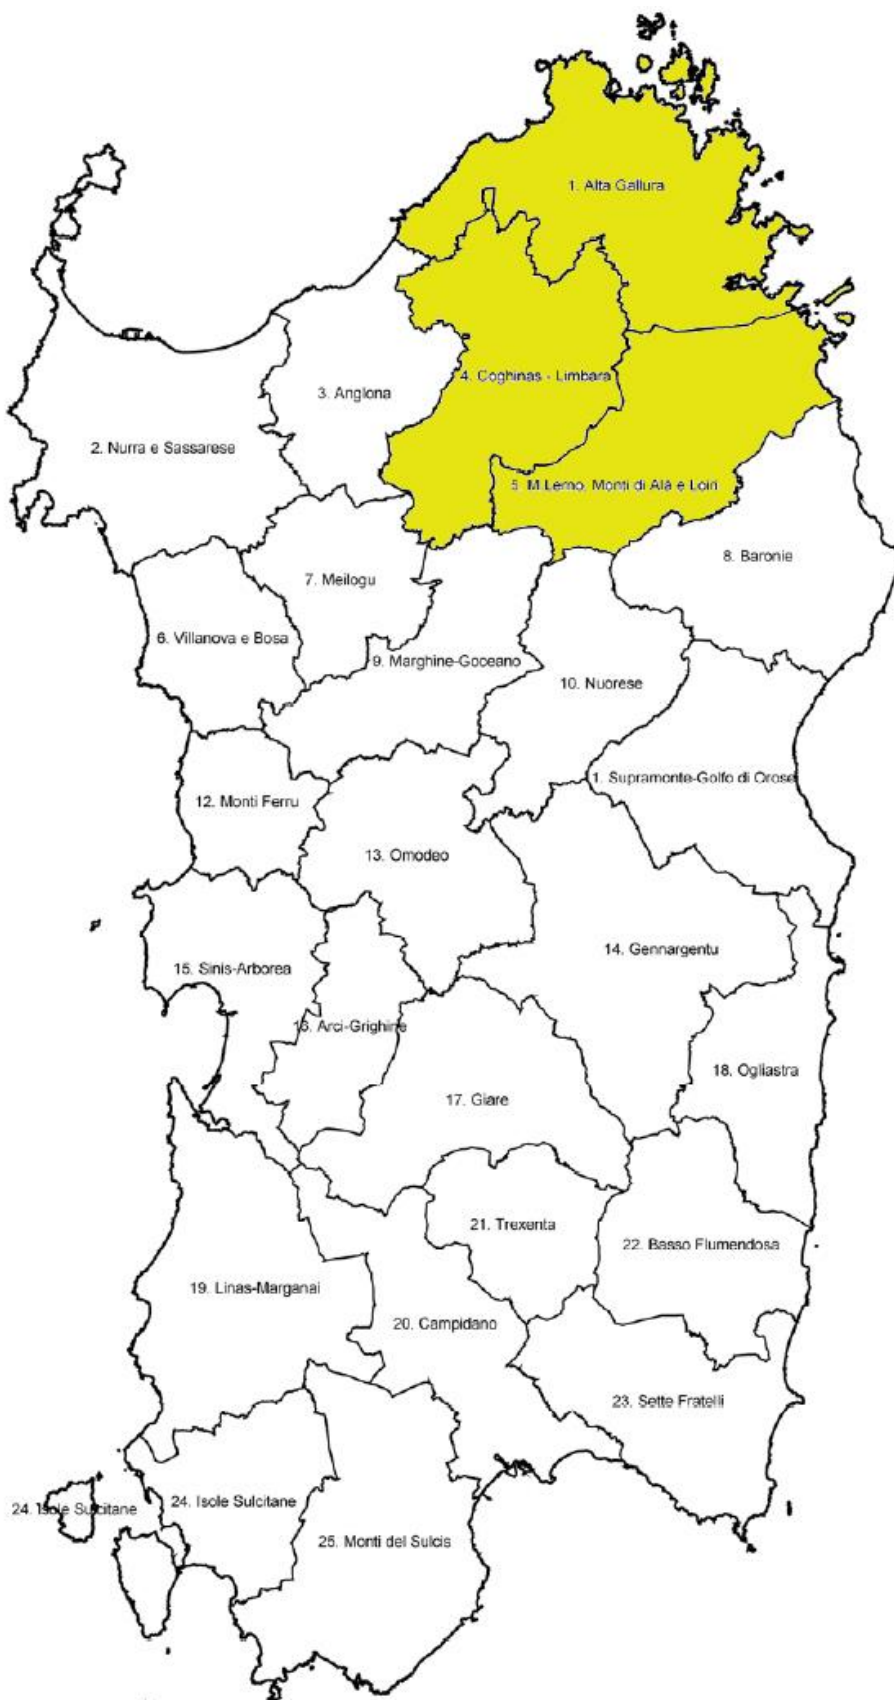 1. Alta Gallura
4. Coghinas - Limbara
3. Anglona
2. Nurra e Sassarese
5. M.Lerno, Monti di Alà e Loiri
8. Baronie
7. Meilogu
6. Villanova e Bosa
9. Marghine-Goceano
10. Nuorese
1. Supramonte-Golfo di Orose
12. Monti Ferru
13. Omodeo
14. Gennargentu
15. Sinis-Arborea
16. Arci-Grighine
18. Ogliastra
17. Giare
21. Trexenta
22. Basso Flumendosa
19. Linas-Marganai
20. Campidano
23. Sette Fratelli
24. Isole Sulcitane
24. Isole Sulcitane
25. Monti del Sulcis